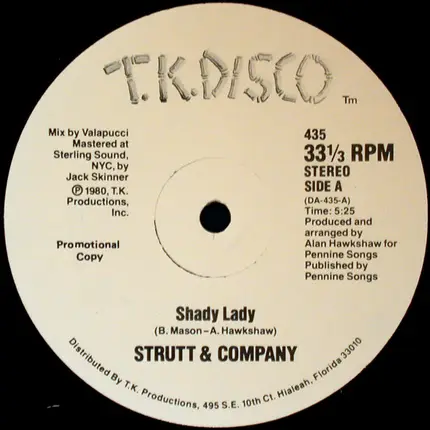 T.K.DISCO
Tm
Mix by Valapucci
Mastered at
Sterling Sound,
NYC, by
Jack Skinner
℗ 1980, T.K.
Productions,
Inc.
Promotional
Copy
435
33⅓ RPM
STEREO
SIDE A
(DA-435-A)
Time: 5:25
Produced and
arranged by
Alan Hawkshaw for
Pennine Songs
Published by
Pennine Songs
Shady Lady
(B. Mason–A. Hawkshaw)
STRUTT & COMPANY
Distributed By T.K. Productions, 495 S.E. 10th Ct. Hialeah, Florida 33010